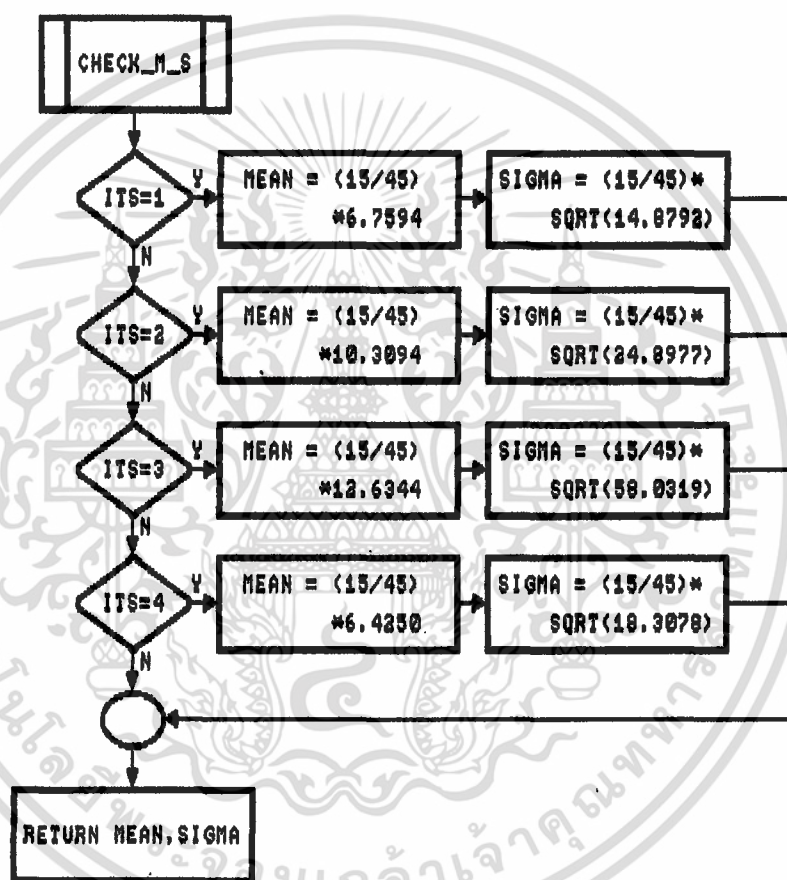 CHECK_M_S
ITS=1
Y
MEAN = (15/45)
*6.7594
SIGMA = (15/45)*
SQRT(14.8792)
N
ITS=2
Y
MEAN = (15/45)
*10.3094
SIGMA = (15/45)*
SQRT(24.8977)
N
ITS=3
Y
MEAN = (15/45)
*12.6344
SIGMA = (15/45)*
SQRT(58.0319)
N
ITS=4
Y
MEAN = (15/45)
*6.4250
SIGMA = (15/45)*
SQRT(18.3078)
N
RETURN MEAN,SIGMA